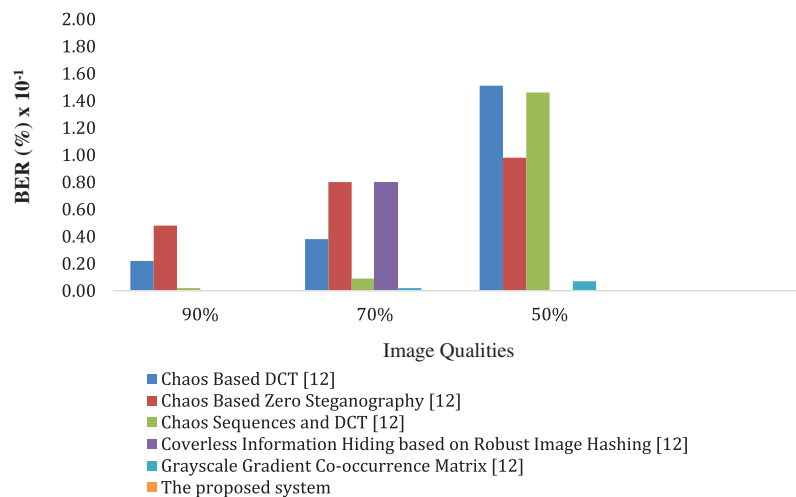 2.00
1.80
1.60
1.40
1.20
1.00
0.80
0.60
0.40
0.20
0.00
BER (%) x 10⁻¹
90% 70% 50%
Image Qualities
Chaos Based DCT [12]
Chaos Based Zero Steganography [12]
Chaos Sequences and DCT [12]
Coverless Information Hiding based on Robust Image Hashing [12]
Grayscale Gradient Co-occurrence Matrix [12]
The proposed system